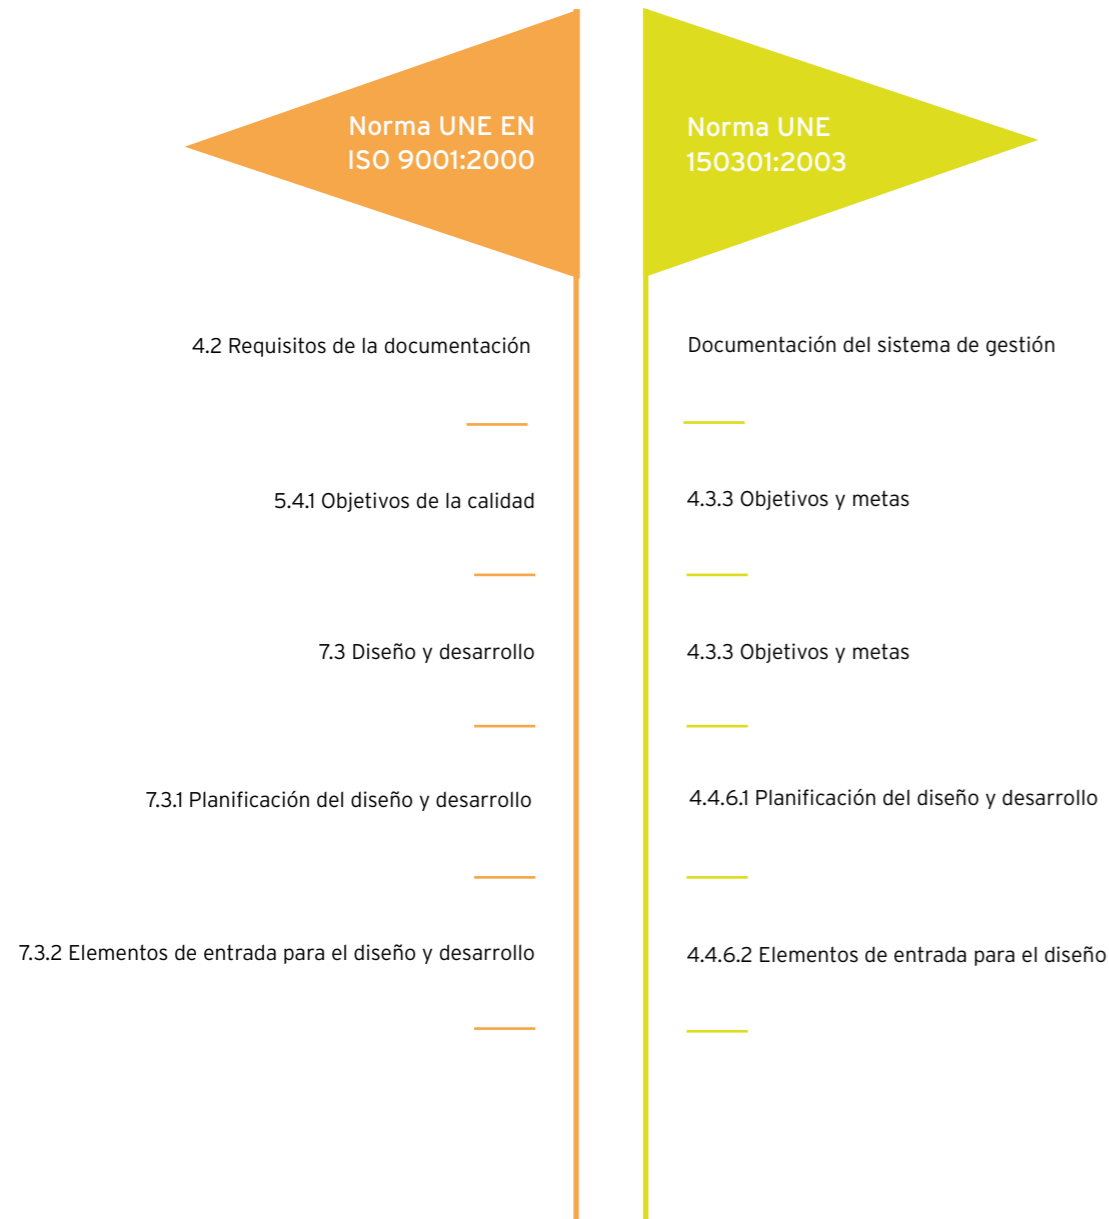 Norma UNE EN
ISO 9001:2000
Norma UNE
150301:2003
4.2 Requisitos de la documentación
Documentación del sistema de gestión
5.4.1 Objetivos de la calidad
4.3.3 Objetivos y metas
7.3 Diseño y desarrollo
4.3.3 Objetivos y metas
7.3.1 Planificación del diseño y desarrollo
4.4.6.1 Planificación del diseño y desarrollo
7.3.2 Elementos de entrada para el diseño y desarrollo
4.4.6.2 Elementos de entrada para el diseño